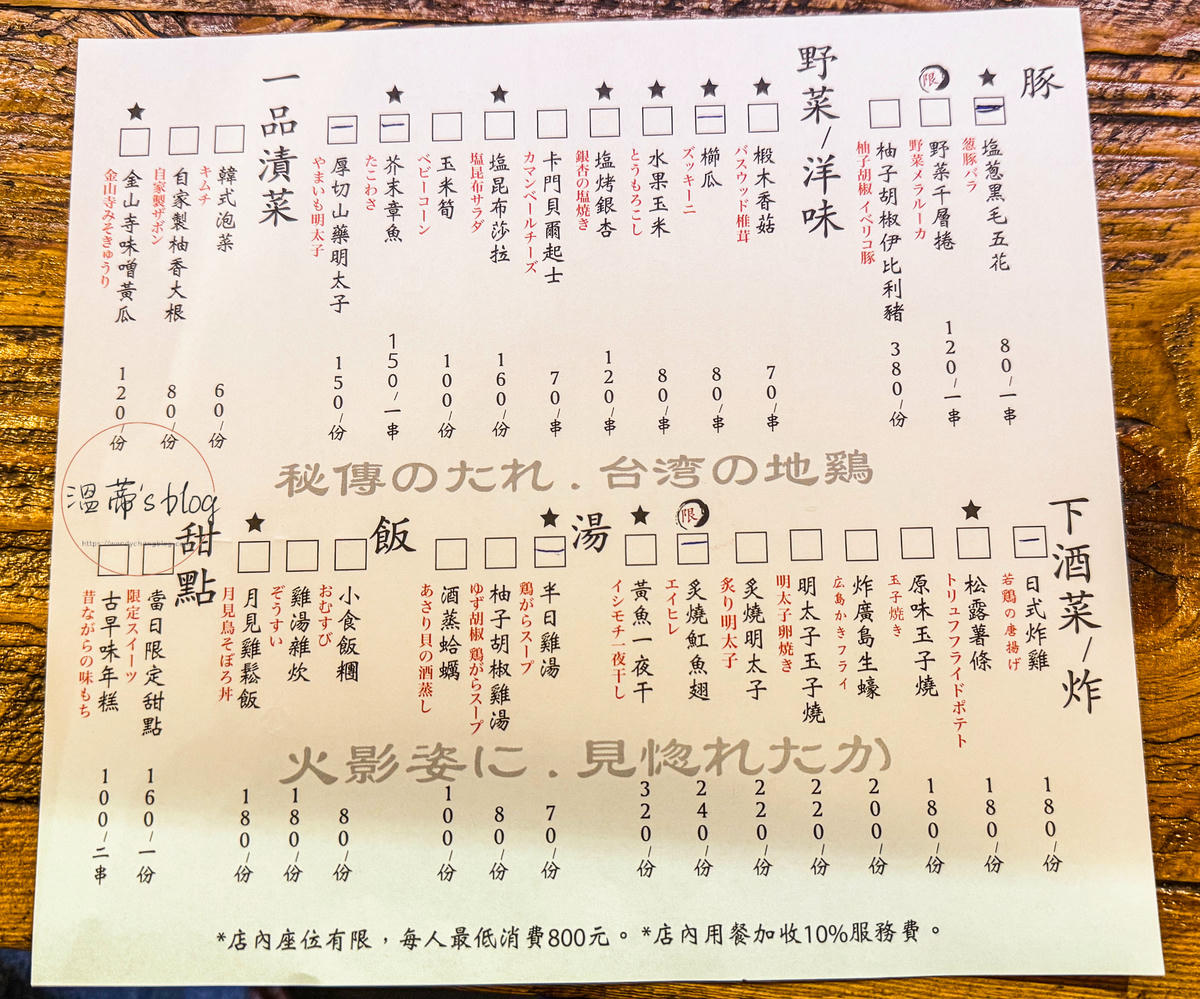 豚
塩葱黑毛五花
葱豚バラ
80/一串
限
野菜千層捲
野菜メラルーカ
120/一串
柚子胡椒伊比利豬
柚子胡椒 イベリコ豚
380/份
野菜/洋味
椴木香菇
バスウッド椎茸
70/串
櫛瓜
ズッキーニ
80/串
水果玉米
とうもろこし
80/串
塩烤銀杏
銀杏の塩焼き
120/串
卡門貝爾起士
カマンベールチーズ
70/串
塩昆布莎拉
塩昆布サラダ
160/份
玉米筍
ベビーコーン
100/份
芥末章魚
たこわさ
150/一串
厚切山藥明太子
やまいも明太子
150/份
一品漬菜
韓式泡菜
キムチ
60/份
自家製柚香大根
自家製ザボン
80/份
金山寺味噌黃瓜
金山寺みそきゅうり
120/份
秘傳のたれ.台湾の地鶏
下酒菜/炸
日式炸雞
若鶏の唐揚げ
180/份
松露薯條
トリュフフライドポテト
180/份
原味玉子燒
玉子焼き
180/份
炸廣島生蠔
広島かきフライ
200/份
明太子玉子燒
明太子卵焼き
220/份
炙燒明太子
炙り明太子
220/份
限
炙燒魟魚翅
エイヒレ
240/份
黃魚一夜干
イシモチ一夜干し
320/份
湯
半日雞湯
鶏がらスープ
70/份
柚子胡椒雞湯
ゆず胡椒 鶏がらスープ
80/份
酒蒸蛤蠣
あさり貝の酒蒸し
100/份
飯
小食飯糰
おむすび
80/份
雞湯雜炊
ぞうすい
180/份
月見雞鬆飯
月見鳥そぼろ丼
180/份
甜點
當日限定甜點
限定スイーツ
160/一份
古早味年糕
昔ながらの味もち
100/二串
火影姿に.見惚れたか
*店內座位有限，每人最低消費800元。*店內用餐加收10%服務費。
溫蒂's blog